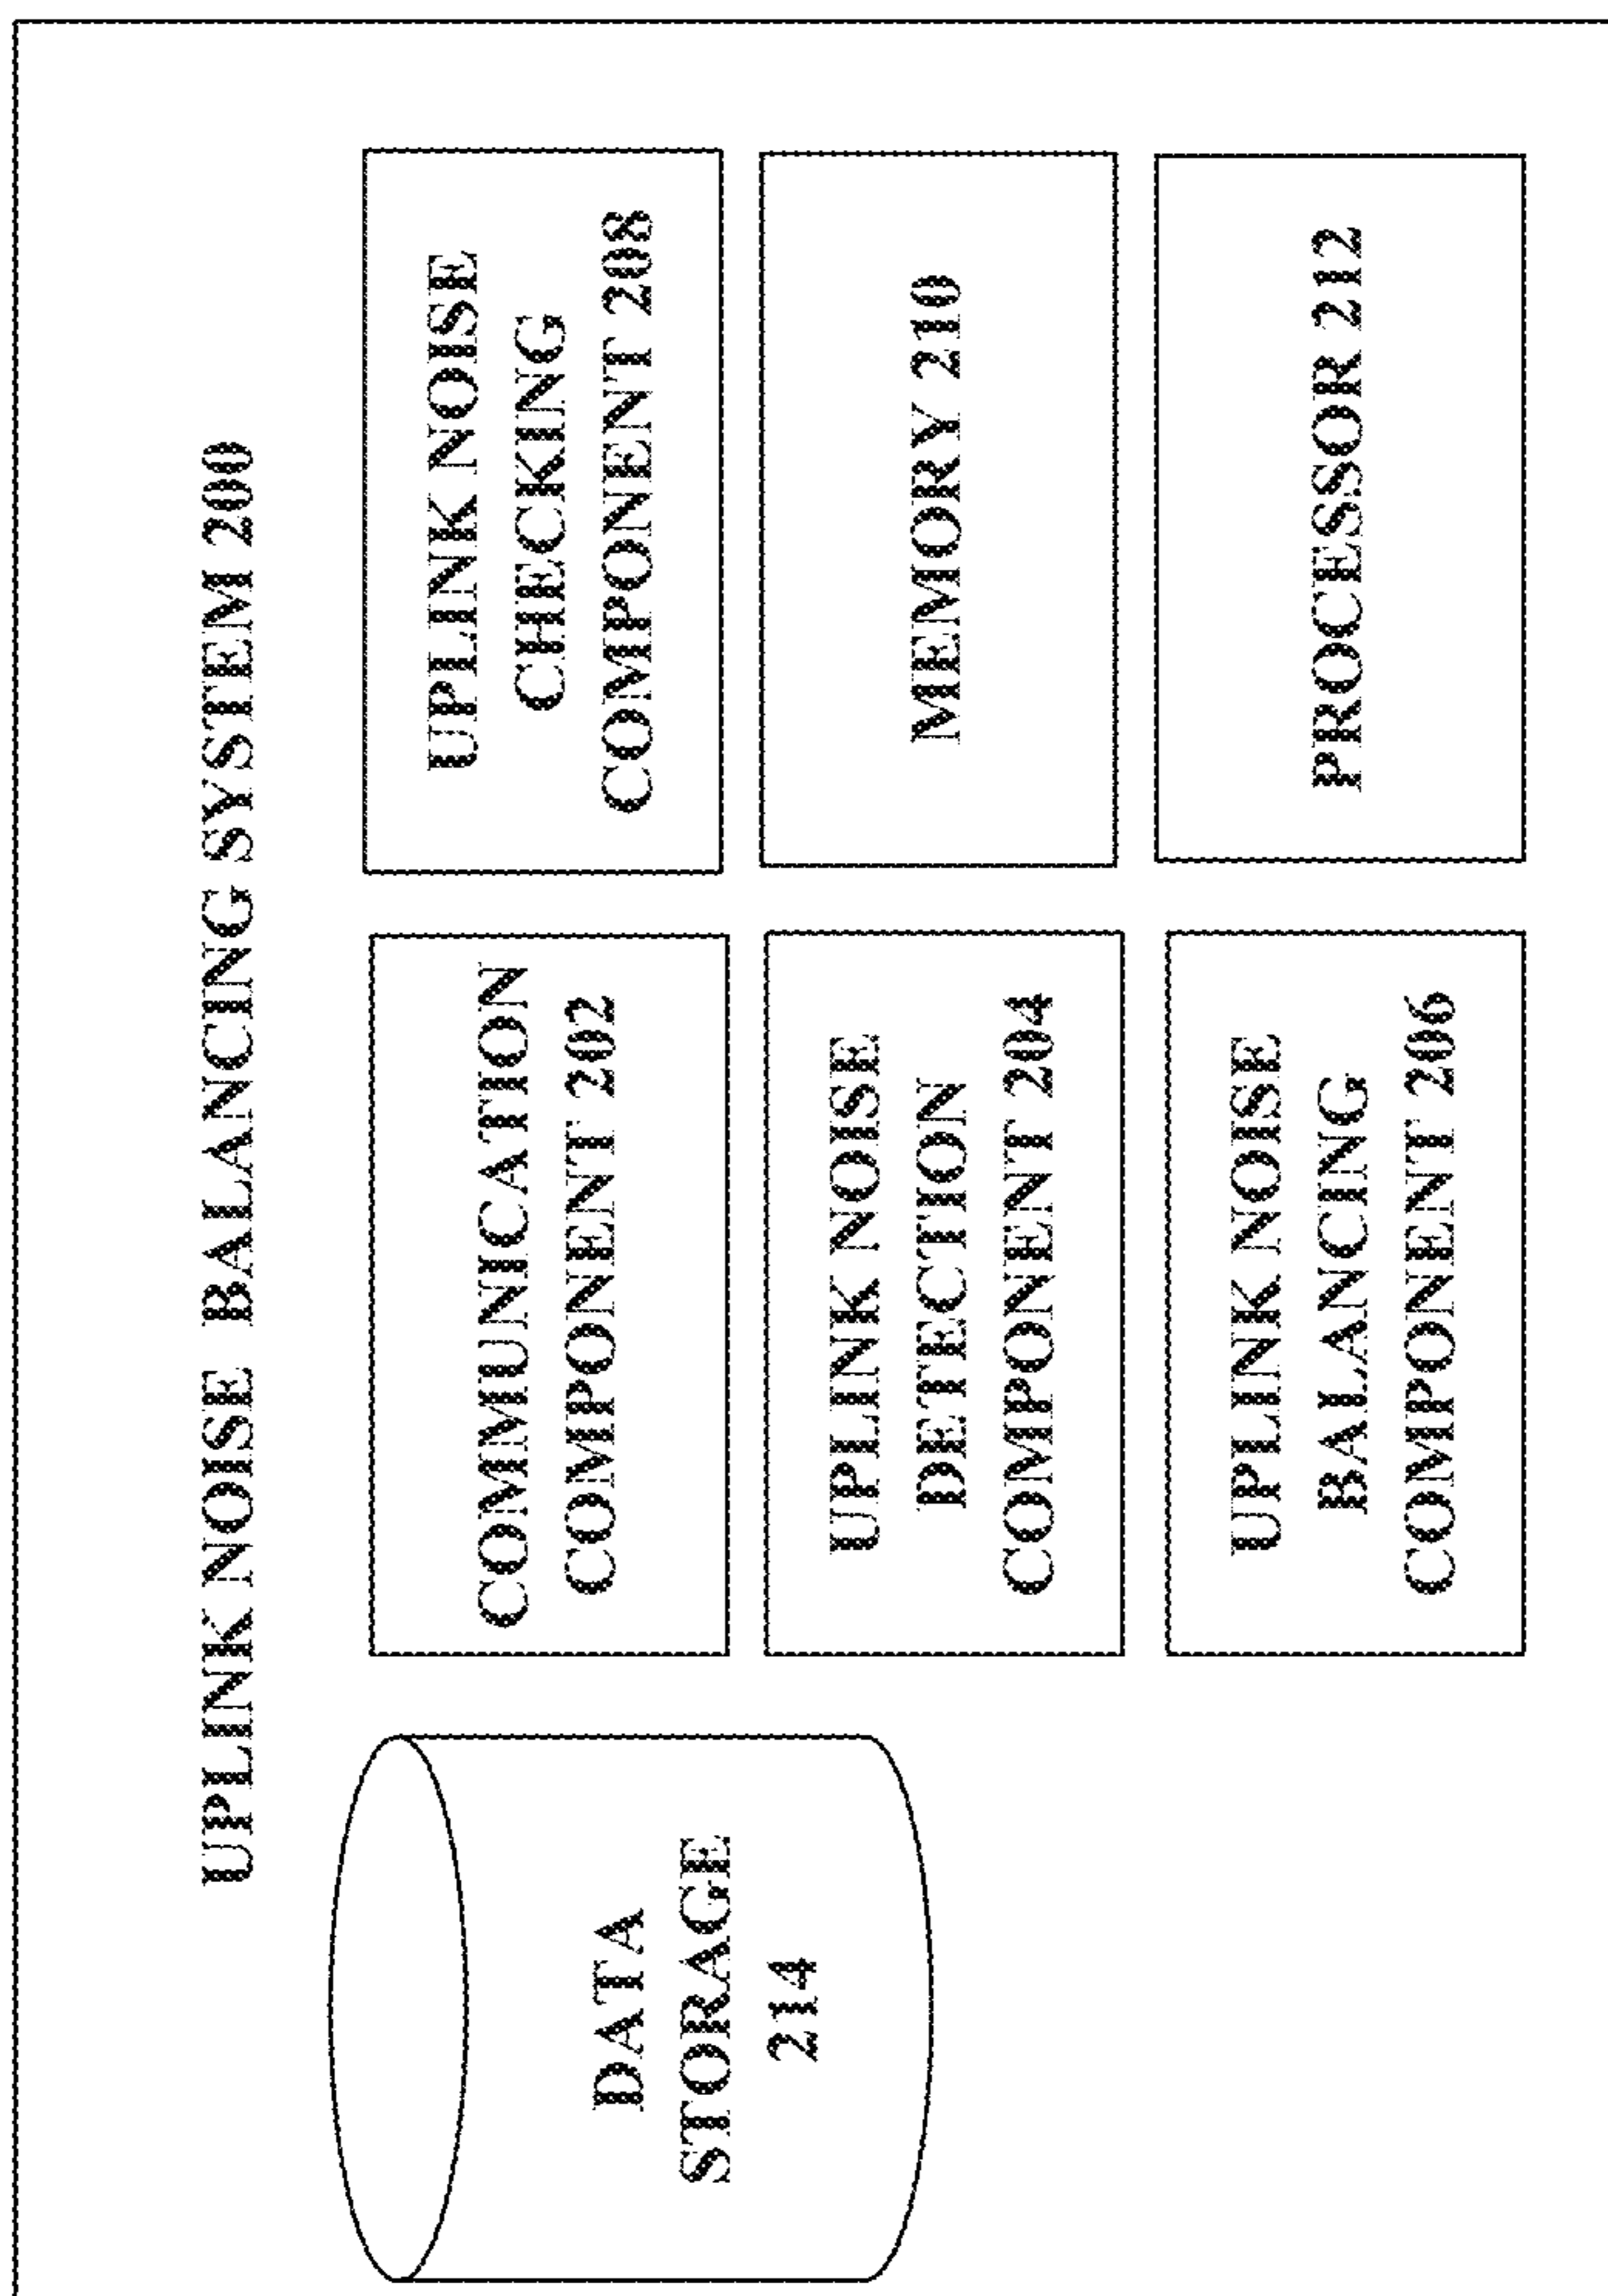 UPLINK NOISE BALANCING SYSTEM 200
DATA
STORAGE
214
COMMUNICATION
COMPONENT 202
UPLINK NOISE
DETECTION
COMPONENT 204
UPLINK NOISE
BALANCING
COMPONENT 206
UPLINK NOISE
CHECKING
COMPONENT 208
MEMORY 210
PROCESSOR 212